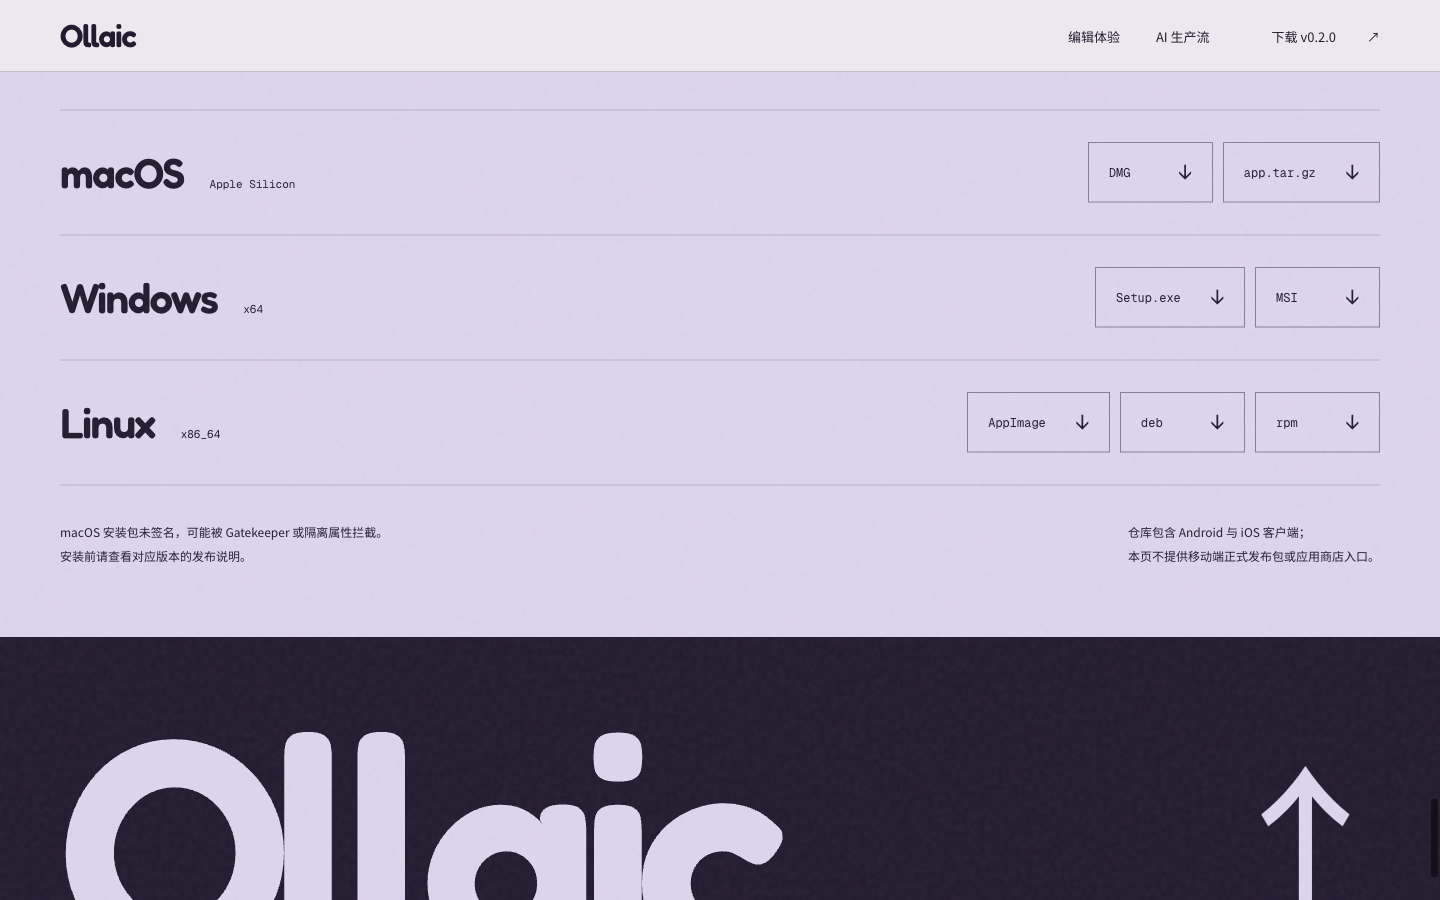 Ollaic
编辑体验
AI 生产流
下载 v0.2.0 ↗
macOS Apple Silicon
DMG ↓
app.tar.gz ↓
Windows x64
Setup.exe ↓
MSI ↓
Linux x86_64
AppImage ↓
deb ↓
rpm ↓
macOS 安装包未签名，可能被 Gatekeeper 或隔离属性拦截。
安装前请查看对应版本的发布说明。
仓库包含 Android 与 iOS 客户端；
本页不提供移动端正式发布包或应用商店入口。
Ollaic ↑